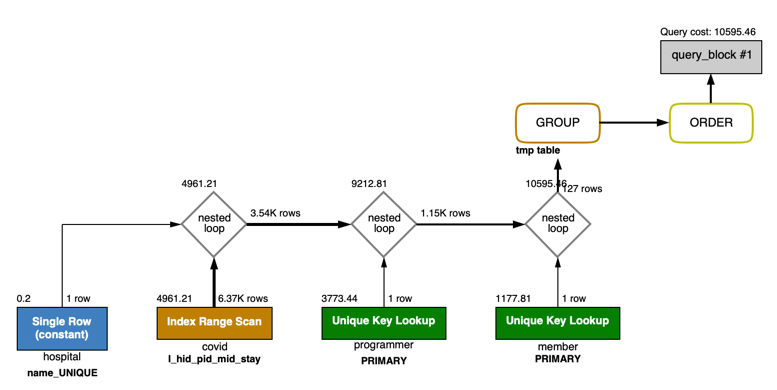 Query cost: 10595.46
query_block #1
GROUP
ORDER
tmp table
4961.21
9212.81
10595.46
127 rows
nested
loop
3.54K rows
nested
loop
1.15K rows
nested
loop
0.2
1 row
4961.21
6.37K rows
3773.44
1 row
1177.81
1 row
Single Row
(constant)
Index Range Scan
Unique Key Lookup
Unique Key Lookup
hospital
covid
programmer
member
name_UNIQUE
I_hid_pid_mid_stay
PRIMARY
PRIMARY